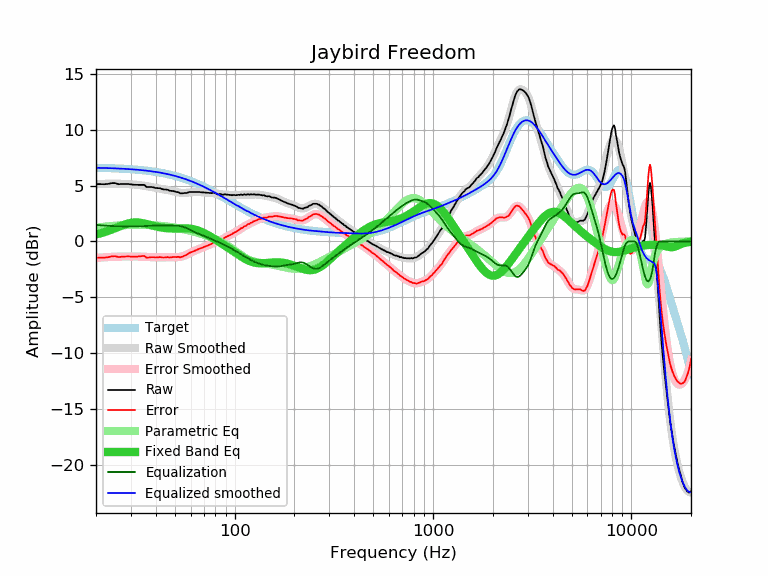 Jaybird Freedom
15
10
5
0
−5
−10
−15
−20
Amplitude (dBr)
Target
Raw Smoothed
Error Smoothed
Raw
Error
Parametric Eq
Fixed Band Eq
Equalization
Equalized smoothed
100
1000
10000
Frequency (Hz)